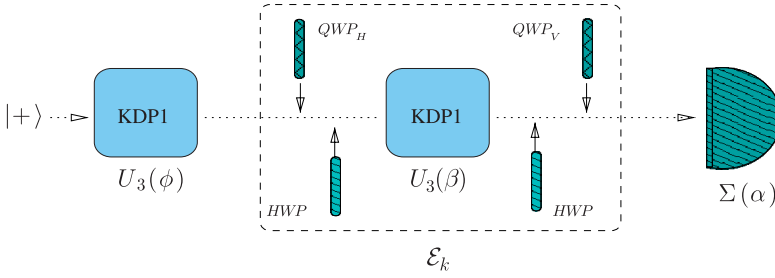 QWP_H
QWP_V
|+⟩
KDP1
KDP1
U_3(ϕ)
U_3(β)
Σ(α)
HWP
HWP
ℰ_k